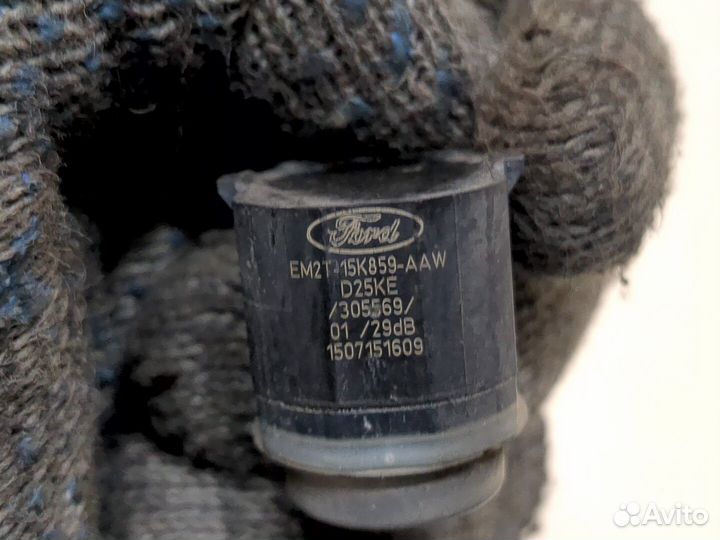 Ford
EM2T-15K859-AAW
D25KE
/305569/
01 /29dB
1507151609
Avito